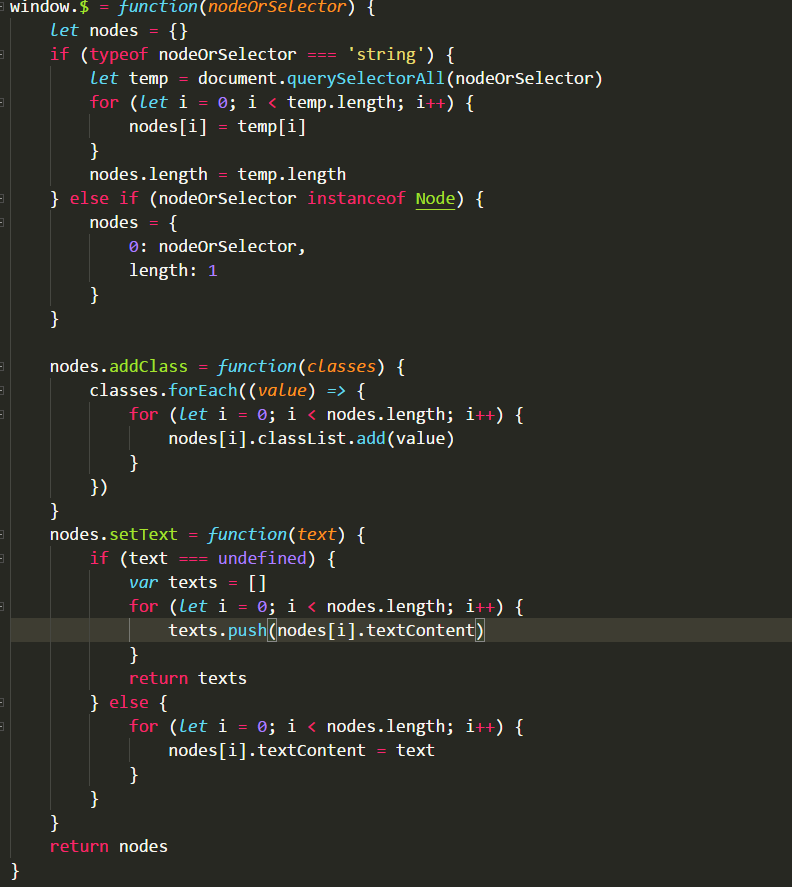 window.$ = function(nodeOrSelector) {
    let nodes = {}
    if (typeof nodeOrSelector === 'string') {
        let temp = document.querySelectorAll(nodeOrSelector)
        for (let i = 0; i < temp.length; i++) {
            nodes[i] = temp[i]
        }
        nodes.length = temp.length
    } else if (nodeOrSelector instanceof Node) {
        nodes = {
            0: nodeOrSelector,
            length: 1
        }
    }

    nodes.addClass = function(classes) {
        classes.forEach((value) => {
            for (let i = 0; i < nodes.length; i++) {
                nodes[i].classList.add(value)
            }
        })
    }
    nodes.setText = function(text) {
        if (text === undefined) {
            var texts = []
            for (let i = 0; i < nodes.length; i++) {
                texts.push(nodes[i].textContent)
            }
            return texts
        } else {
            for (let i = 0; i < nodes.length; i++) {
                nodes[i].textContent = text
            }
        }
    }
    return nodes
}